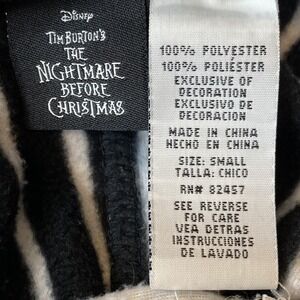 Disney
TIM BURTON'S
THE
NIGHTMARE
BEFORE
CHRISTMAS
100% POLYESTER
100% POLIÉSTER
EXCLUSIVE OF
DECORATION
EXCLUSIVO DE
DECORACION
MADE IN CHINA
HECHO EN CHINA
SIZE: SMALL
TALLA: CHICO
RN# 82457
SEE REVERSE
FOR CARE
VEA DETRAS
INSTRUCCIONES
DE LAVADO